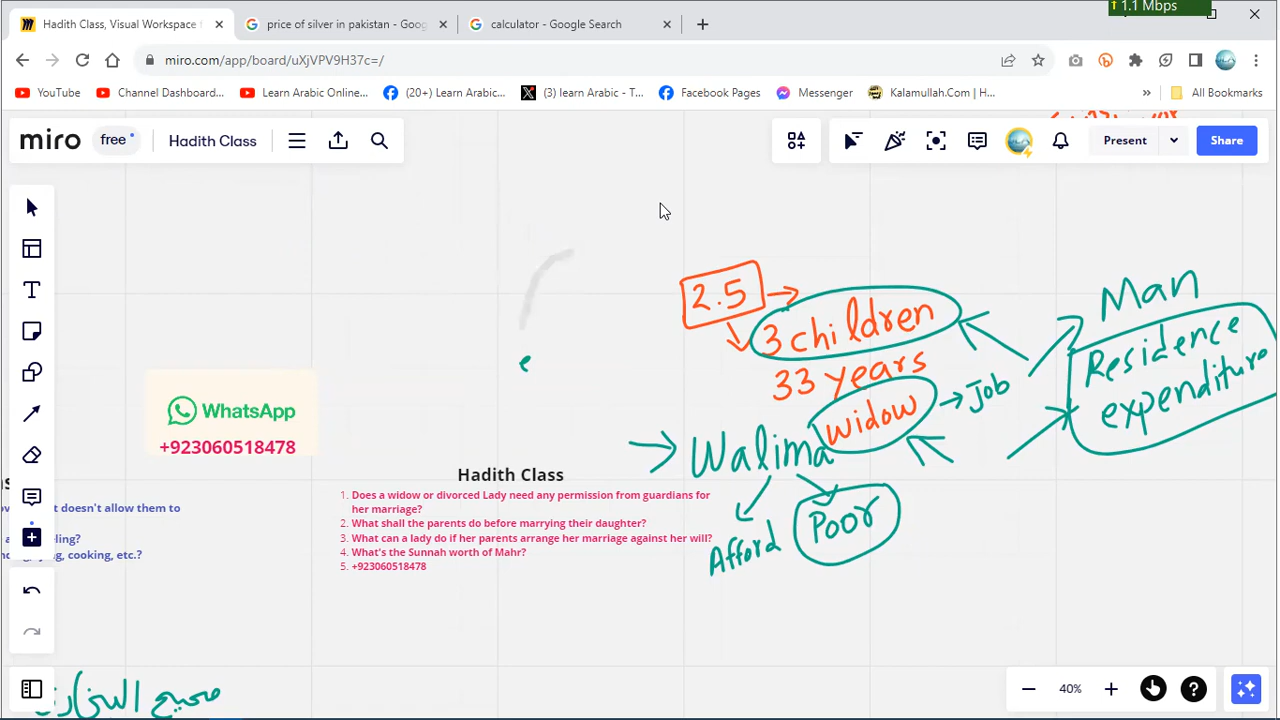 1.1 Mbps
Hadith Class, Visual Workspace
price of silver in pakistan - Goog
calculator - Google Search
miro.com/app/board/uXjVPV9H37c=/
YouTube
Channel Dashboard...
Learn Arabic Online...
(20+) Learn Arabic...
(3) learn Arabic - T...
Facebook Pages
Messenger
Kalamullah.Com | H...
»
All Bookmarks
miro
free
Hadith Class
Present
Share
2.5
3 children
33 years
widow
Job
Man
Residence
expenditure
Walima
Afford
Poor
e
WhatsApp
+923060518478
Hadith Class
1. Does a widow or divorced Lady need any permission from guardians for
her marriage?
2. What shall the parents do before marrying their daughter?
3. What can a lady do if her parents arrange her marriage against her will?
4. What's the Sunnah worth of Mahr?
5. +923060518478
t doesn't allow them to
eling?
ng, cooking, etc.?
صحيح البخاري
40%